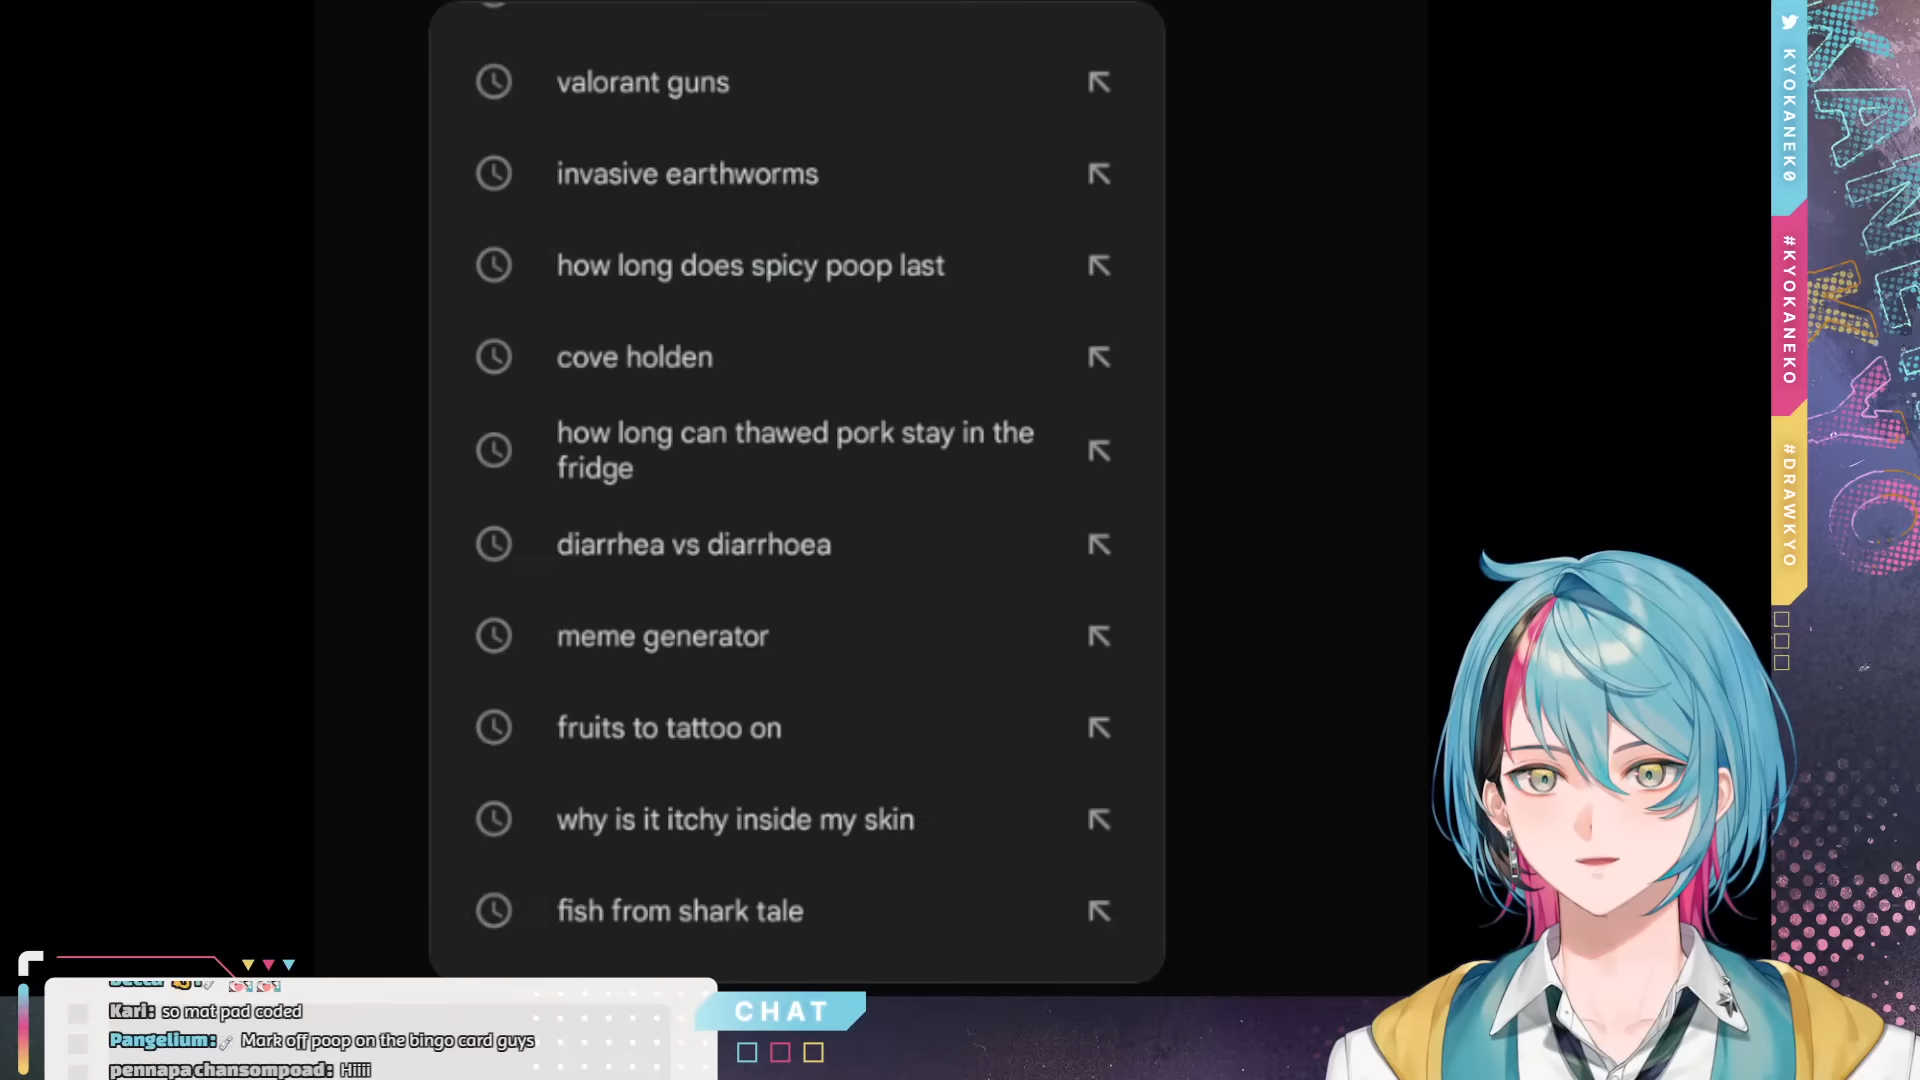 valorant guns
invasive earthworms
how long does spicy poop last
cove holden
how long can thawed pork stay in the
fridge
diarrhea vs diarrhoea
meme generator
fruits to tattoo on
why is it itchy inside my skin
fish from shark tale
Karl: so mat pad coded
Pangelium: Mark off poop on the bingo card guys
pennapa chansompoad: Hiiii
CHAT
KYOKANEK0
#KYOKANEKO
#DRAWKYO